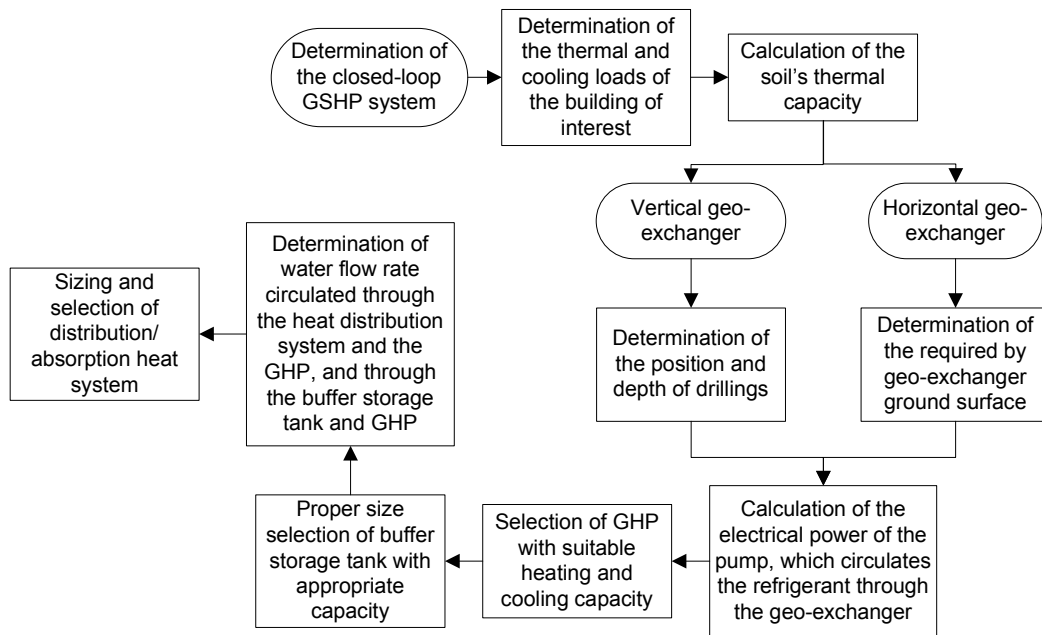 Determination of
the closed-loop
GSHP system
Determination of
the thermal and
cooling loads of
the building of
interest
Calculation of the
soil's thermal
capacity
Vertical geo-
exchanger
Horizontal geo-
exchanger
Determination of
the position and
depth of drillings
Determination of
the required by
geo-exchanger
ground surface
Calculation of the
electrical power of the
pump, which circulates
the refrigerant through
the geo-exchanger
Selection of GHP
with suitable
heating and
cooling capacity
Proper size
selection of buffer
storage tank with
appropriate
capacity
Determination of
water flow rate
circulated through
the heat distribution
system and the
GHP, and through
the buffer storage
tank and GHP
Sizing and
selection of
distribution/
absorption heat
system